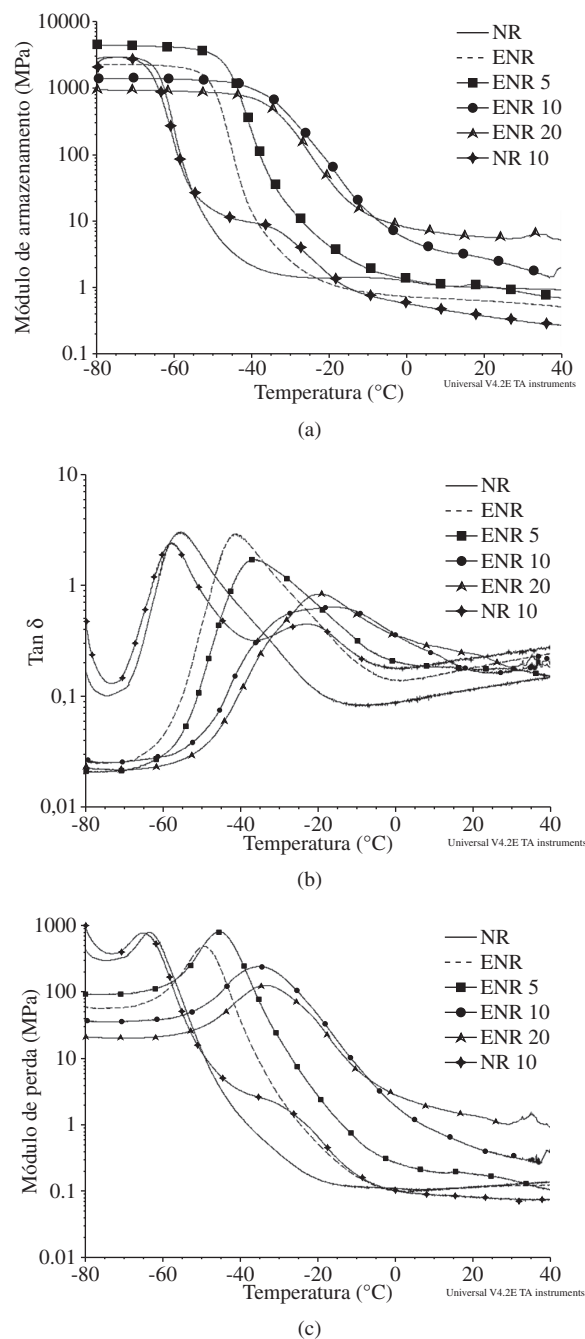 10000
1000
100
10
1
0.1
Módulo de armazenamento (MPa)
NR
ENR
ENR 5
ENR 10
ENR 20
NR 10
-80 -60 -40 -20 0 20 40
Temperatura (°C)
Universal V4.2E TA instruments
(a)
10
1
0,1
0,01
Tan δ
NR
ENR
ENR 5
ENR 10
ENR 20
NR 10
-80 -60 -40 -20 0 20 40
Temperatura (°C)
Universal V4.2E TA instruments
(b)
1000
100
10
1
0.1
0.01
Módulo de perda (MPa)
NR
ENR
ENR 5
ENR 10
ENR 20
NR 10
-80 -60 -40 -20 0 20 40
Temperatura (°C)
Universal V4.2E TA instruments
(c)